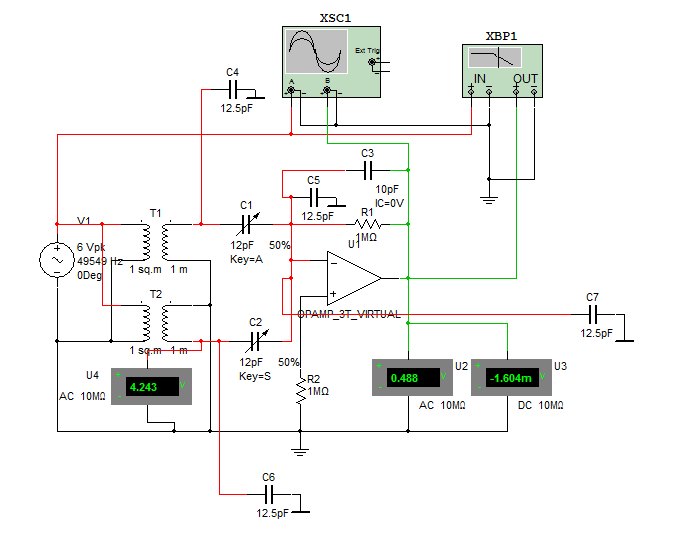 XSC1
XBP1
Ext Trig
A
B
IN
OUT
C4
12.5pF
C3
10pF
IC=0V
C5
12.5pF
V1
T1
C1
12pF
50%
Key=A
R1
1MΩ
U1
6 Vpk
49549 Hz
0Deg
1 sq.m
1 m
T2
OPAMP_3T_VIRTUAL
C7
12.5pF
C2
12pF
50%
Key=S
1 sq.m
1 m
U4
4.243
V
AC 10MΩ
R2
1MΩ
0.488
V
U2
AC 10MΩ
-1.604m
V
U3
DC 10MΩ
C6
12.5pF